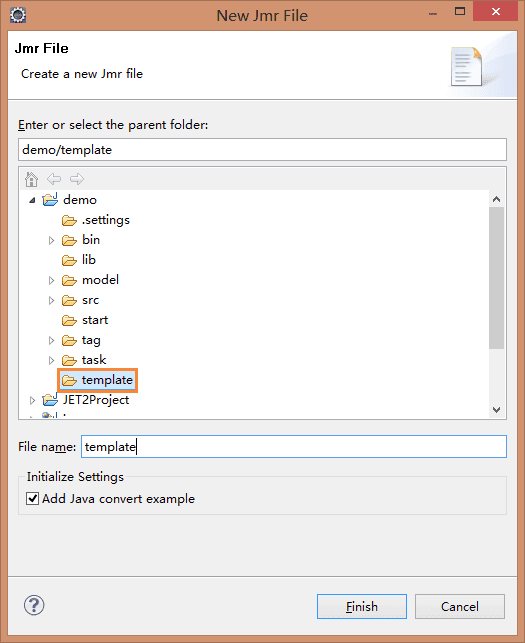 New Jmr File
Jmr File
Create a new Jmr file
Enter or select the parent folder:
demo/template
demo
.settings
bin
lib
model
src
start
tag
task
template
JET2Project
File name: template
Initialize Settings
Add Java convert example
Finish
Cancel